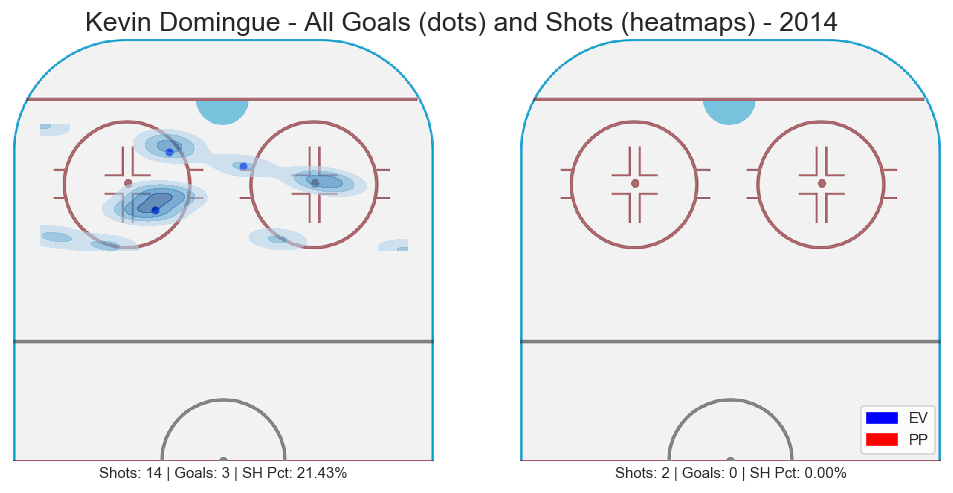 Kevin Domingue - All Goals (dots) and Shots (heatmaps) - 2014
EV
PP
Shots: 14 | Goals: 3 | SH Pct: 21.43%
Shots: 2 | Goals: 0 | SH Pct: 0.00%